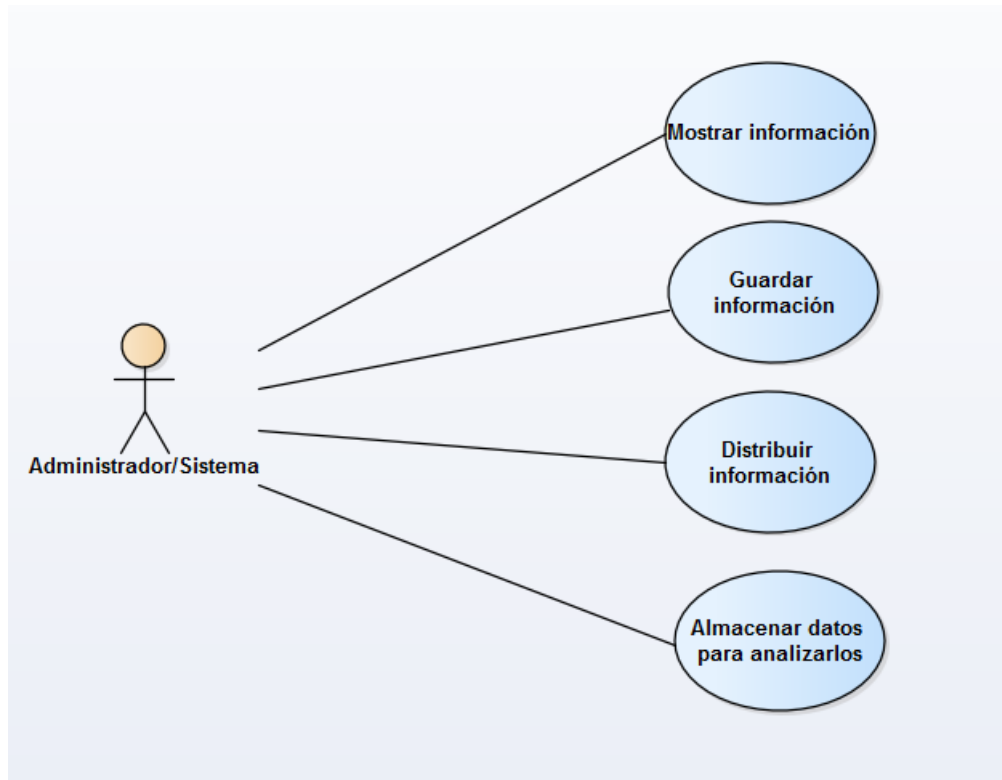 Mostrar información
Guardar
información
Administrador/Sistema
Distribuir
información
Almacenar datos
para analizarlos